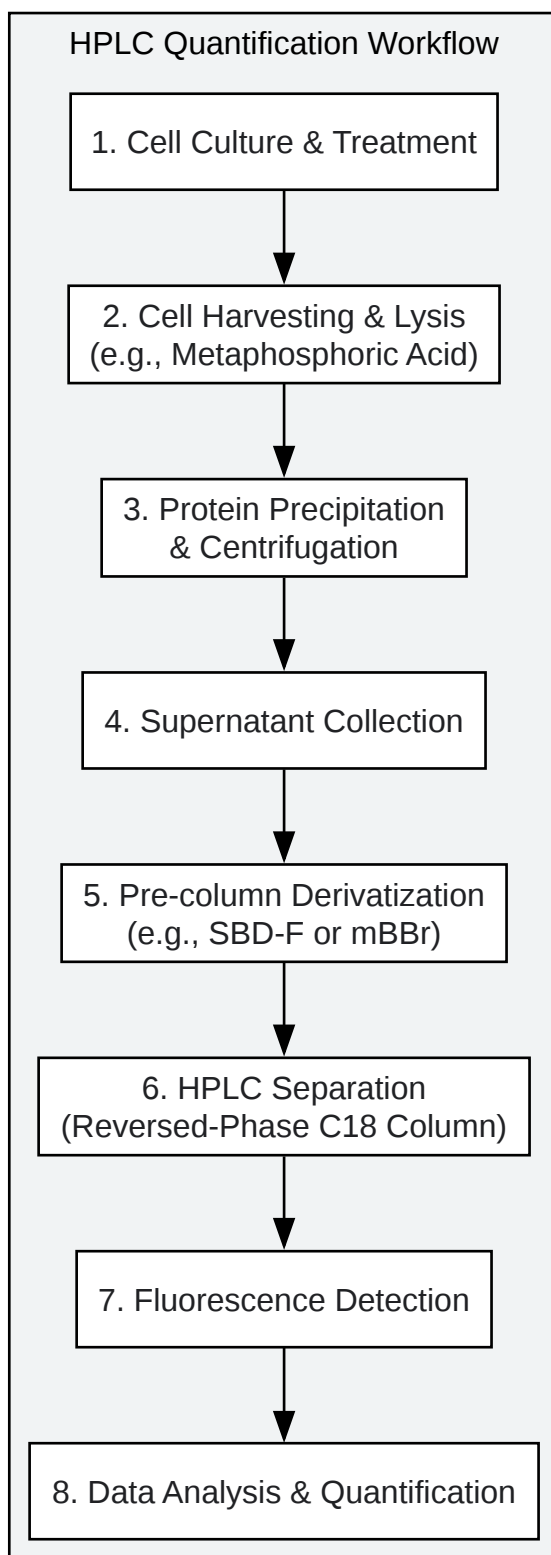 HPLC Quantification Workflow
1. Cell Culture & Treatment
2. Cell Harvesting & Lysis
(e.g., Metaphosphoric Acid)
3. Protein Precipitation
& Centrifugation
4. Supernatant Collection
5. Pre-column Derivatization
(e.g., SBD-F or mBBr)
6. HPLC Separation
(Reversed-Phase C18 Column)
7. Fluorescence Detection
8. Data Analysis & Quantification